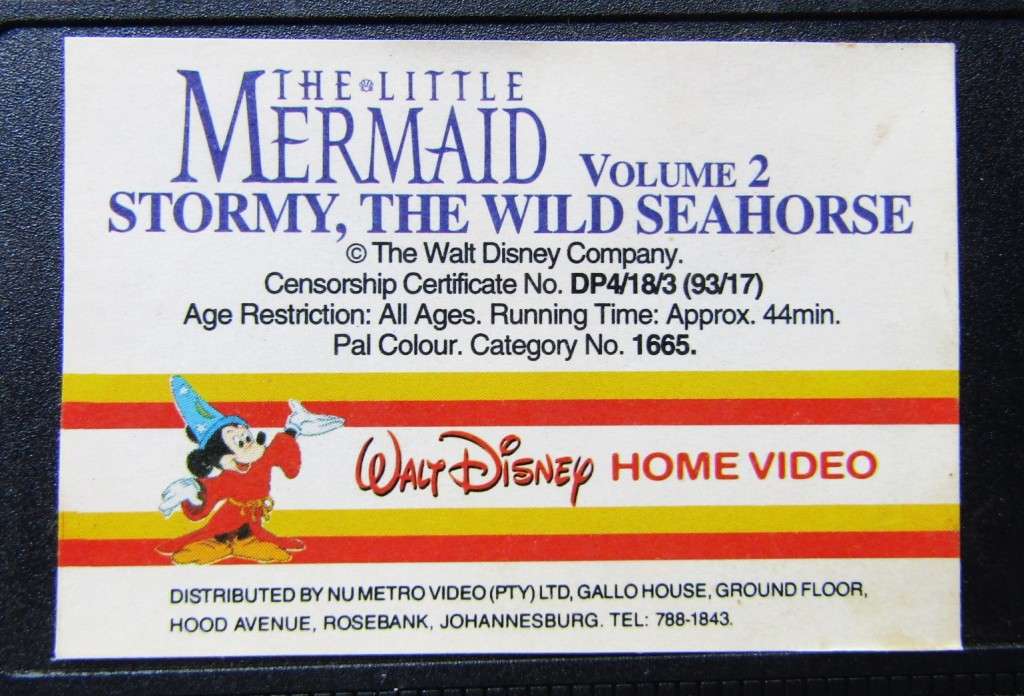 THE LITTLE
MERMAID VOLUME 2
STORMY, THE WILD SEAHORSE
© The Walt Disney Company.
Censorship Certificate No. DP4/18/3 (93/17)
Age Restriction: All Ages. Running Time: Approx. 44min.
Pal Colour. Category No. 1665.
WALT DISNEY HOME VIDEO
DISTRIBUTED BY NU METRO VIDEO (PTY) LTD, GALLO HOUSE, GROUND FLOOR,
HOOD AVENUE, ROSEBANK, JOHANNESBURG. TEL: 788-1843.